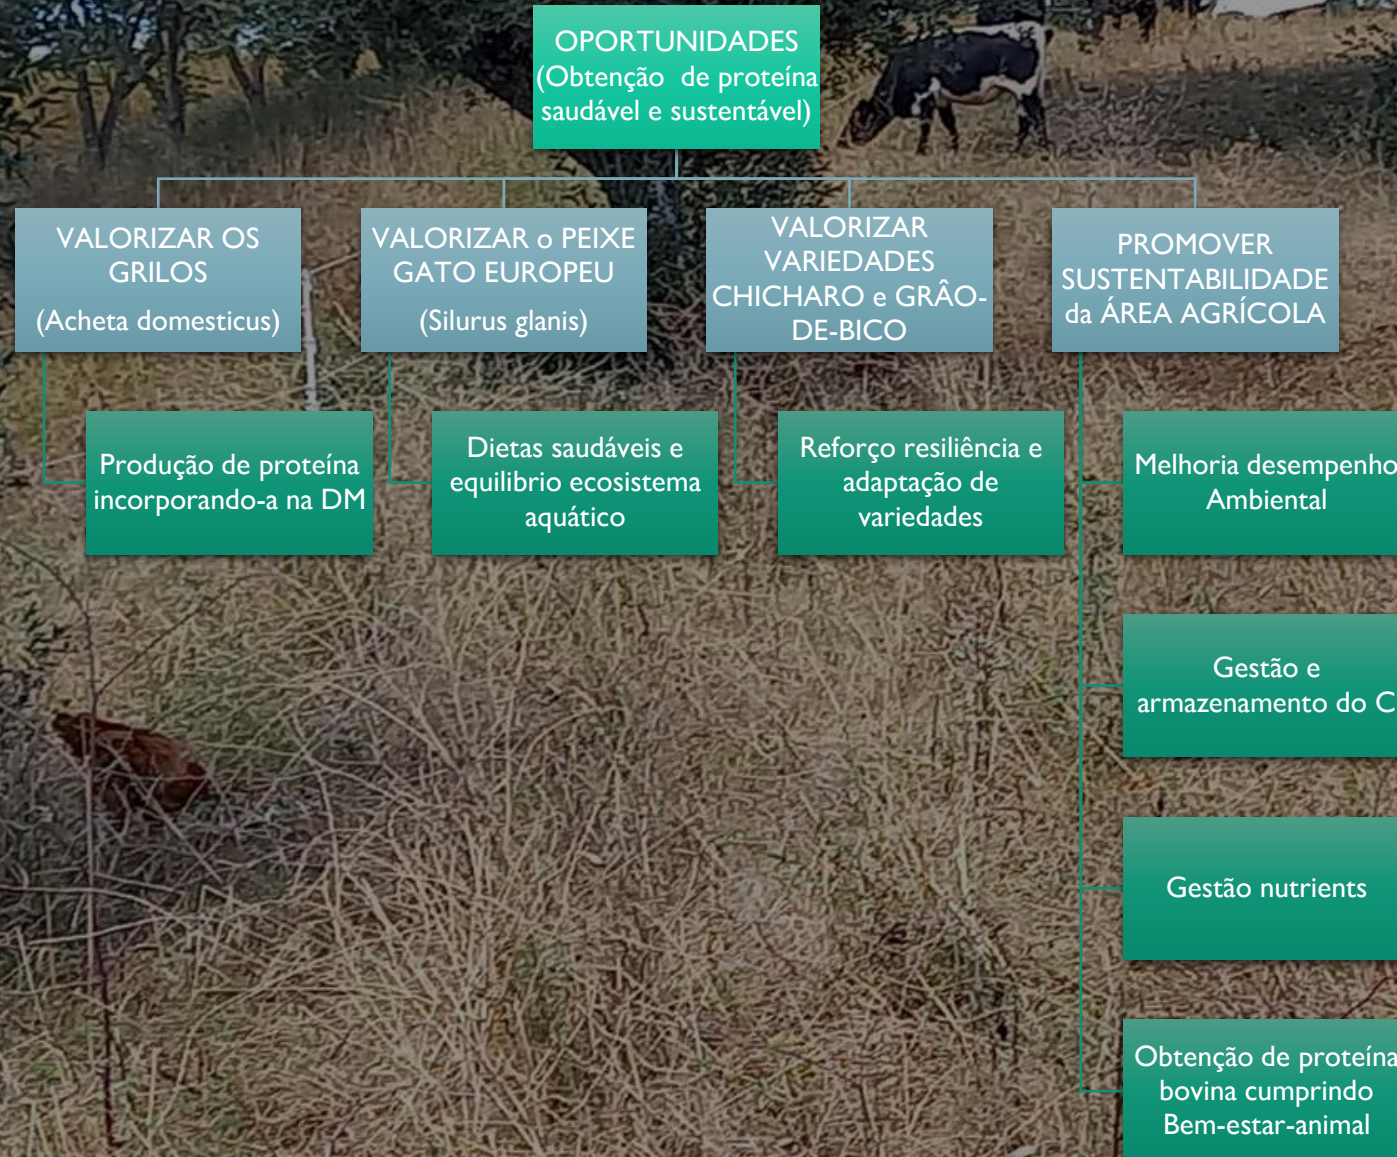 OPORTUNIDADES
(Obtenção de proteína
saudável e sustentável)
VALORIZAR OS
GRILOS
(Acheta domesticus)
VALORIZAR o PEIXE
GATO EUROPEU
(Silurus glanis)
VALORIZAR
VARIEDADES
CHICHARO e GRÂO-
DE-BICO
PROMOVER
SUSTENTABILIDADE
da ÁREA AGRÍCOLA
Produção de proteína
incorporando-a na DM
Dietas saudáveis e
equilibrio ecosistema
aquático
Reforço resiliência e
adaptação de
variedades
Melhoria desempenho
Ambiental
Gestão e
armazenamento do C
Gestão nutrients
Obtenção de proteína
bovina cumprindo
Bem-estar-animal